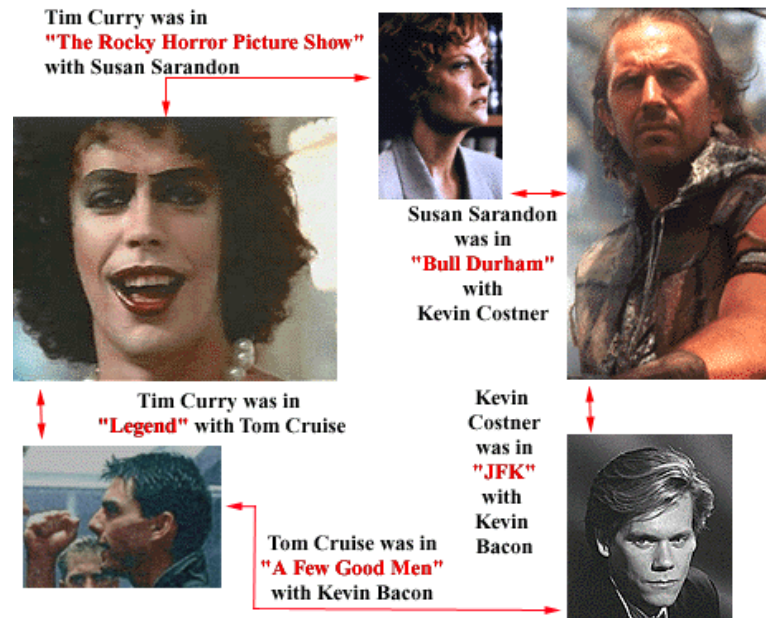 Tim Curry was in
"The Rocky Horror Picture Show"
with Susan Sarandon
Susan Sarandon
was in
"Bull Durham"
with
Kevin Costner
Tim Curry was in
"Legend" with Tom Cruise
Kevin
Costner
was in
"JFK"
with
Kevin
Bacon
Tom Cruise was in
"A Few Good Men"
with Kevin Bacon